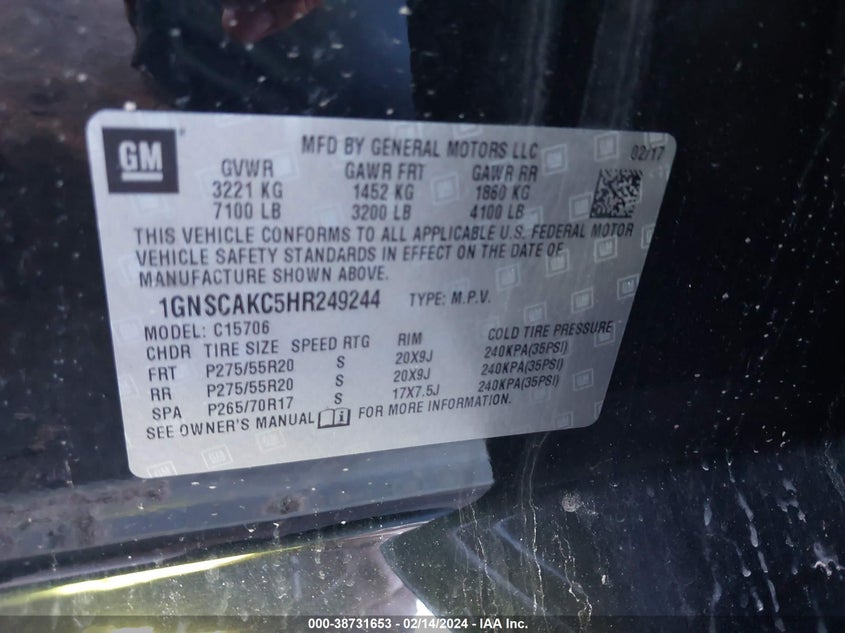 GM ® MFD BY GENERAL MOTORS LLC 02/17
GVWR GAWR FRT GAWR RR
3221 KG 1452 KG 1860 KG
7100 LB 3200 LB 4100 LB
THIS VEHICLE CONFORMS TO ALL APPLICABLE U.S. FEDERAL MOTOR
VEHICLE SAFETY STANDARDS IN EFFECT ON THE DATE OF
MANUFACTURE SHOWN ABOVE.
1GNSCAKC5HR249244 TYPE: M.P.V.
MODEL: C15706
CHDR TIRE SIZE SPEED RTG RIM COLD TIRE PRESSURE
FRT P275/55R20 S 20X9J 240KPA(35PSI)
RR P275/55R20 S 20X9J 240KPA(35PSI)
SPA P265/70R17 S 17X7.5J 240KPA(35PSI)
SEE OWNER'S MANUAL i FOR MORE INFORMATION.
000-38731653 - 02/14/2024 - IAA Inc.